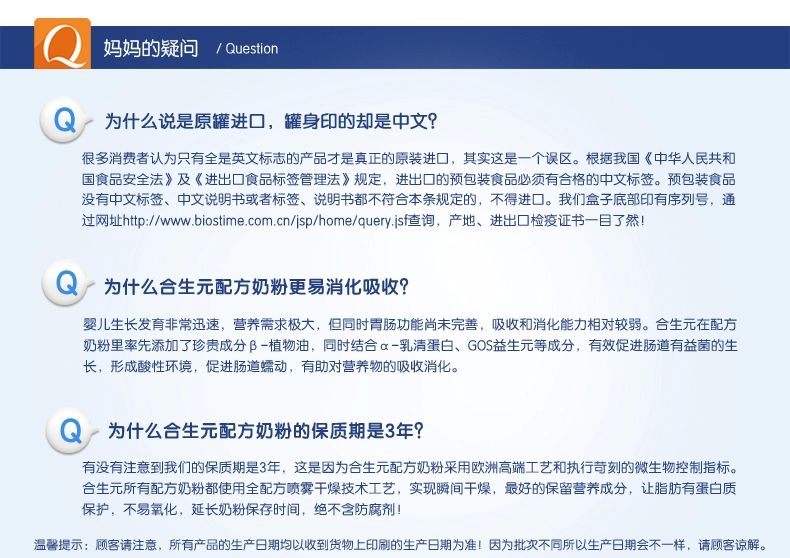 Q 妈妈的疑问 / Question
Q 为什么说是原罐进口，罐身印的却是中文?
很多消费者认为只有全是英文标志的产品才是真正的原装进口，其实这是一个误区。根据我国《中华人民共和
国食品安全法》及《进出口食品标签管理法》规定，进出口的预包装食品必须有合格的中文标签。预包装食品
没有中文标签、中文说明书或者标签、说明书都不符合本条规定的，不得进口。我们盒子底部印有序列号，通
过网址http://www.biostime.com.cn/jsp/home/query.jsf查询，产地、进出口检疫证书一目了然!
Q 为什么合生元配方奶粉更易消化吸收?
婴儿生长发育非常迅速，营养需求极大，但同时胃肠功能尚未完善，吸收和消化能力相对较弱。合生元在配方
奶粉里率先添加了珍贵成分β-植物油，同时结合α-乳清蛋白、GOS益生元等成分，有效促进肠道有益菌的生
长，形成酸性环境，促进肠道蠕动，有助对营养物的吸收消化。
Q 为什么合生元配方奶粉的保质期是3年?
有没有注意到我们的保质期是3年，这是因为合生元配方奶粉采用欧洲高端工艺和执行苛刻的微生物控制指标。
合生元所有配方奶粉都使用全配方喷雾干燥技术工艺，实现瞬间干燥，最好的保留营养成分，让脂肪有蛋白质
保护，不易氧化，延长奶粉保存时间，绝不含防腐剂!
温馨提示：顾客请注意，所有产品的生产日期均以收到货物上印刷的生产日期为准! 因为批次不同所以生产日期会不一样，请顾客谅解。